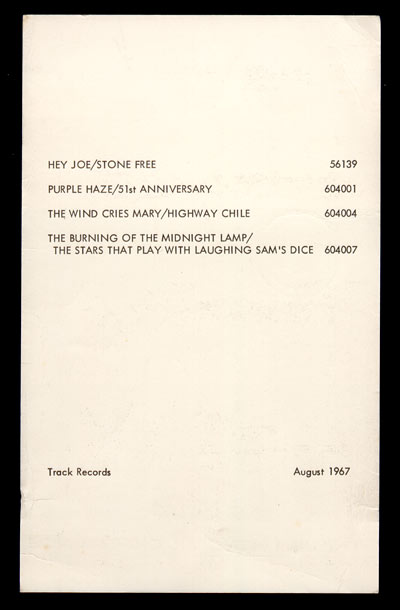 HEY JOE/STONE FREE 56139
PURPLE HAZE/51st ANNIVERSARY 604001
THE WIND CRIES MARY/HIGHWAY CHILE 604004
THE BURNING OF THE MIDNIGHT LAMP/
THE STARS THAT PLAY WITH LAUGHING SAM'S DICE 604007
Track Records August 1967